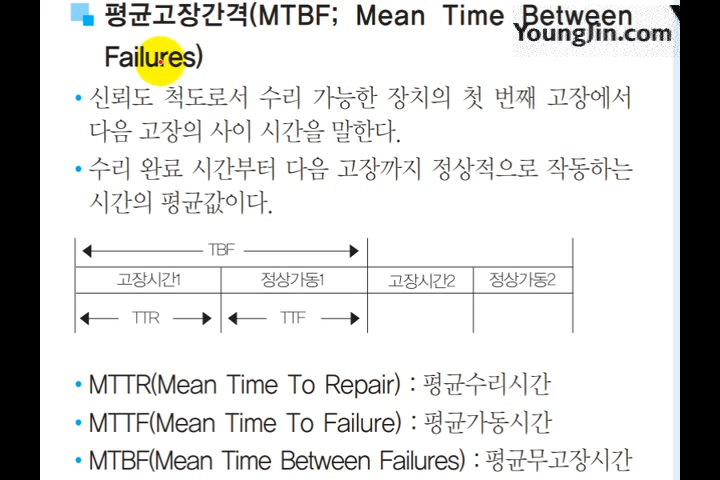 평균고장간격(MTBF; Mean Time Between
YoungJin.com
Failures)
• 신뢰도 척도로서 수리 가능한 장치의 첫 번째 고장에서
다음 고장의 사이 시간을 말한다.
• 수리 완료 시간부터 다음 고장까지 정상적으로 작동하는
시간의 평균값이다.
TBF
고장시간1 정상가동1 고장시간2 정상가동2
TTR TTF
• MTTR(Mean Time To Repair) : 평균수리시간
• MTTF(Mean Time To Failure) : 평균가동시간
• MTBF(Mean Time Between Failures) : 평균무고장시간